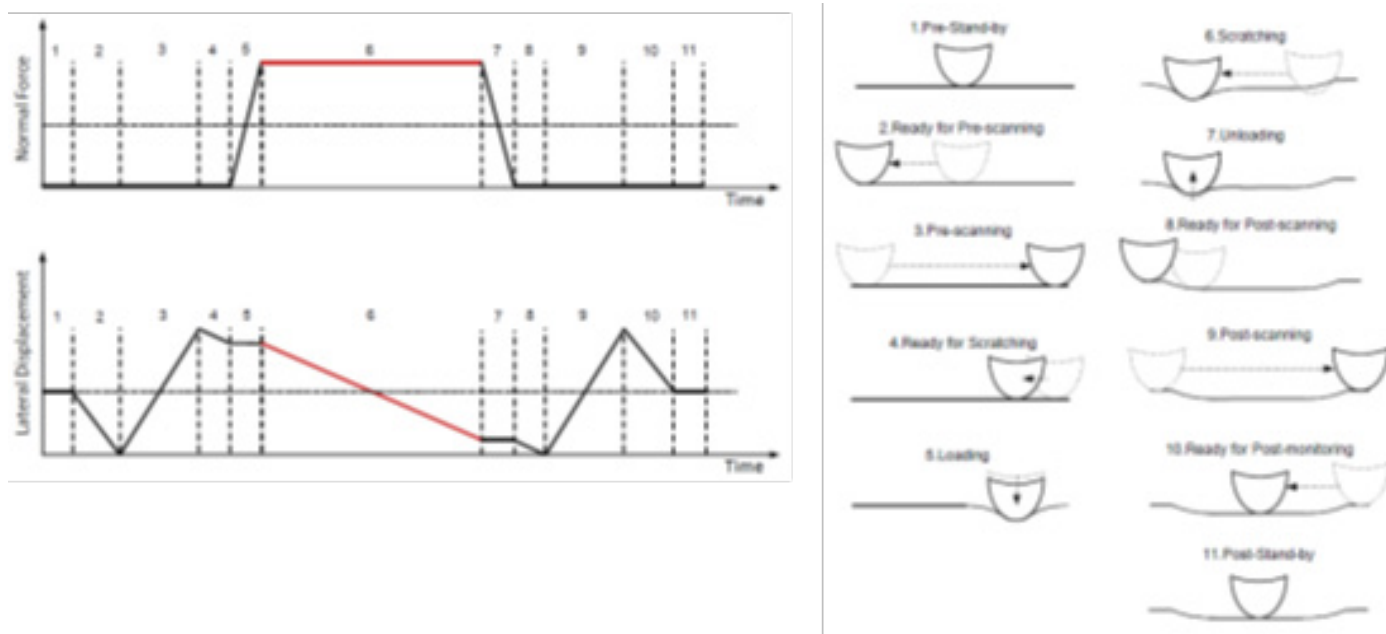 Normal Force
1 2 3 4 5 6 7 8 9 10 11
Time
Lateral Displacement
1 2 3 4 5 6 7 8 9 10 11
Time
1.Pre-Stand-by
2.Ready for Pre-scanning
3.Pre-scanning
4.Ready for Scratching
5.Loading
6.Scratching
7.Unloading
8.Ready for Post-scanning
9.Post-scanning
10.Ready for Post-monitoring
11.Post-Stand-by